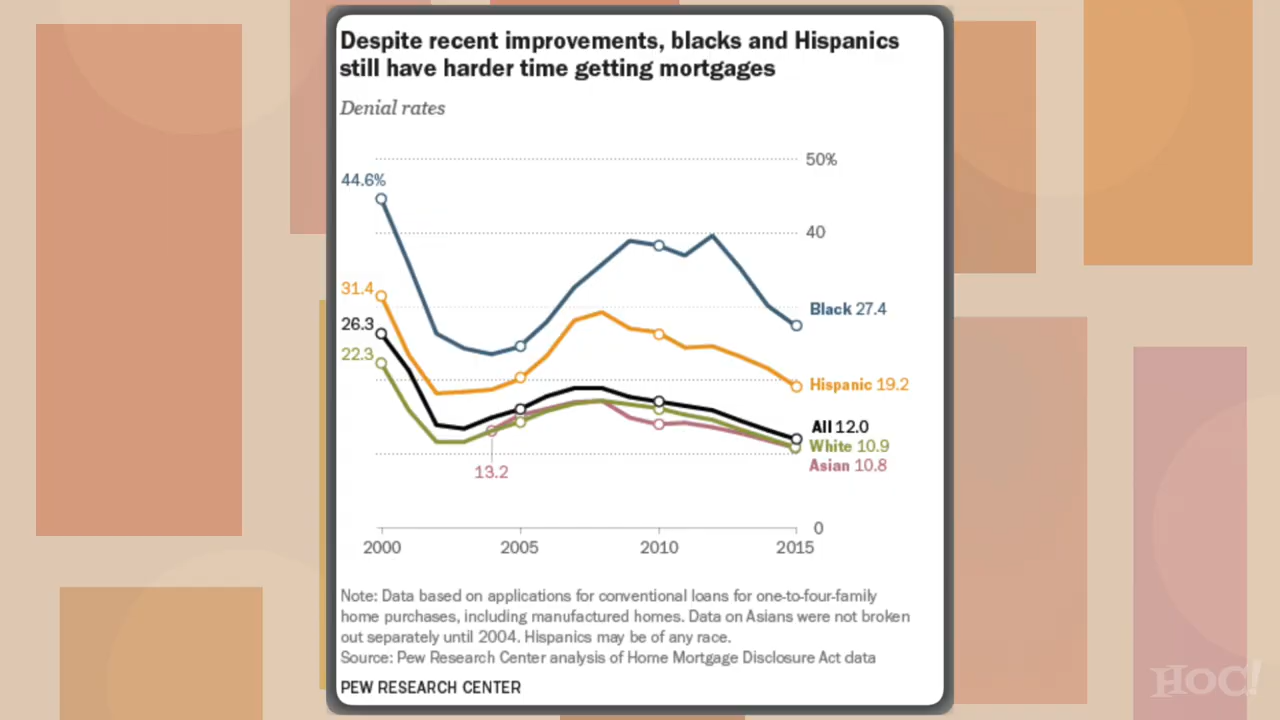 Despite recent improvements, blacks and Hispanics
still have harder time getting mortgages
Denial rates
50%
44.6%
40
31.4
Black 27.4
26.3
22.3
Hispanic 19.2
All 12.0
White 10.9
Asian 10.8
13.2
0
2000 2005 2010 2015
Note: Data based on applications for conventional loans for one-to-four-family
home purchases, including manufactured homes. Data on Asians were not broken
out separately until 2004. Hispanics may be of any race.
Source: Pew Research Center analysis of Home Mortgage Disclosure Act data
PEW RESEARCH CENTER
HOC!